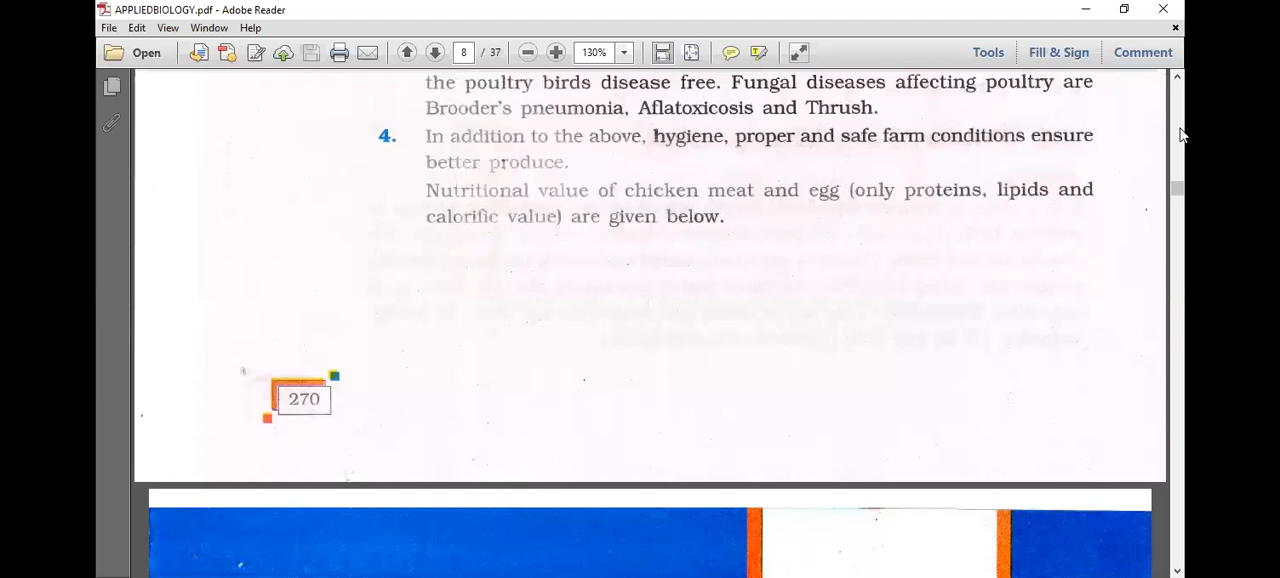 APPLIEDBIOLOGY.pdf - Adobe Reader
File Edit View Window Help
Open 8 / 37 130% Tools Fill & Sign Comment
the poultry birds disease free. Fungal diseases affecting poultry are
Brooder's pneumonia, Aflatoxicosis and Thrush.
4. In addition to the above, hygiene, proper and safe farm conditions ensure
better produce.
Nutritional value of chicken meat and egg (only proteins, lipids and
calorific value) are given below.
270